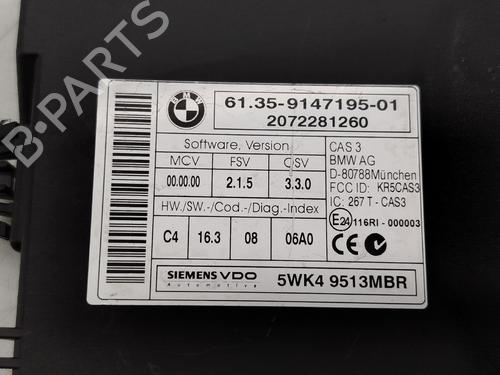 BMW
61.35-9147195-01
2072281260
Software, Version
MCV FSV OSV
00.00.00 2.1.5 3.3.0
HW./SW.-/Cod.-/Diag.-Index
C4 16.3 08 06A0
CAS 3
BMW AG
D-80788München
FCC ID: KR5CAS3
IC: 267 T - CAS3
E24 116RI - 000003
CE
SIEMENS VDO
Automotive
5WK4 9513MBR
B-PARTS